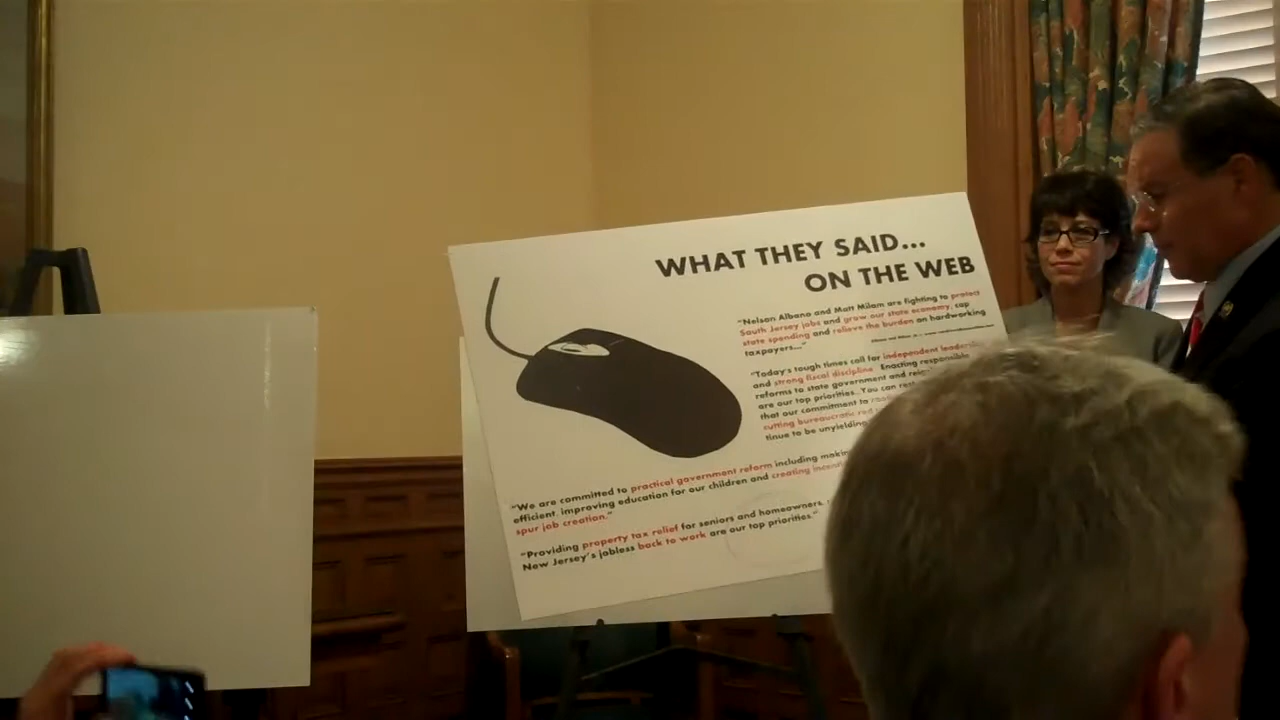 WHAT THEY SAID...
ON THE WEB
"Nelson Albano and Matt Milam are fighting to protect
South Jersey jobs and grow our state economy, cap
state spending and relieve the burden on hardworking
taxpayers..."
"Today's tough times call for independent
and strong fiscal discipline. Enacting responsible
reforms to state government and
are our top priorities. You can
that our commitment to
cutting bureaucratic red
tinue to be unyielding
"We are committed to practical government reform including
efficient, improving education for our children and creating
spur job creation."
"Providing property tax relief for seniors and homeowners,
New Jersey's jobless back to work are our top priorities."